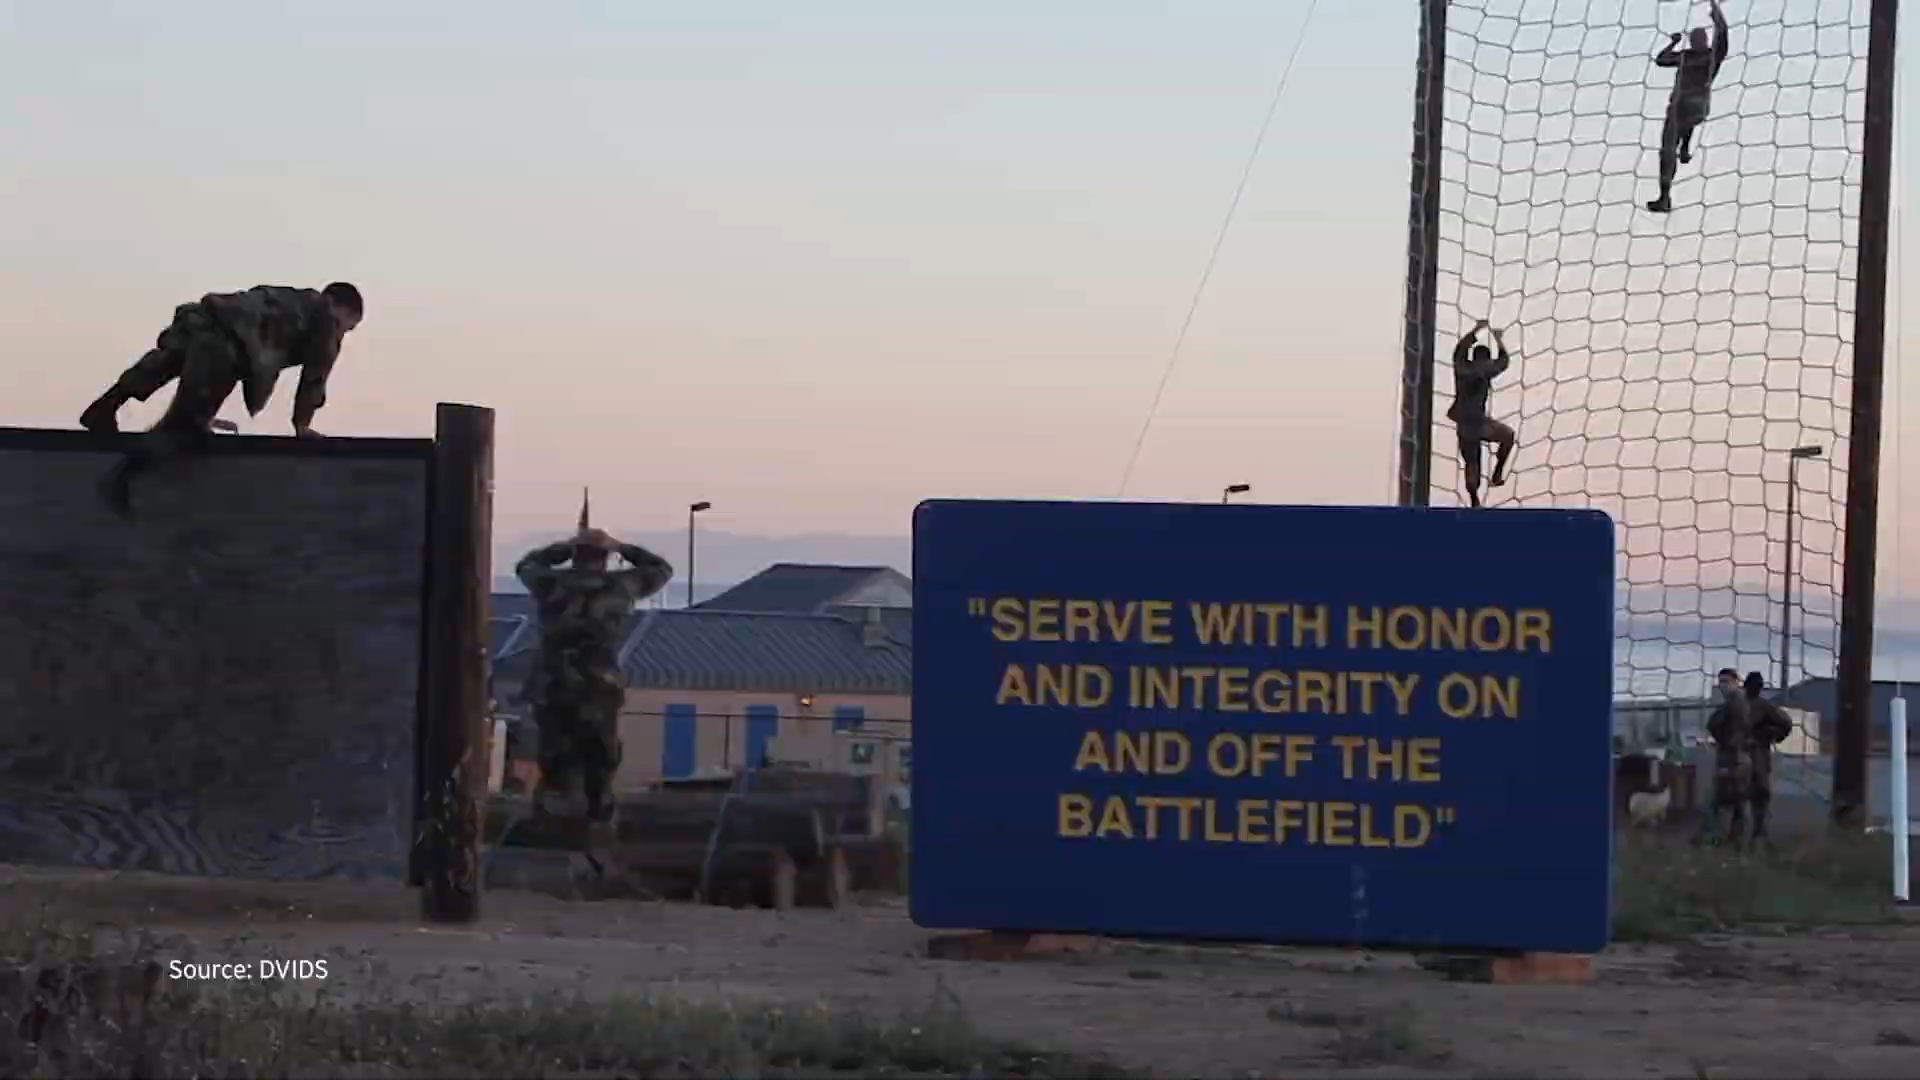 "SERVE WITH HONOR
AND INTEGRITY ON
AND OFF THE
BATTLEFIELD"
Source: DVIDS